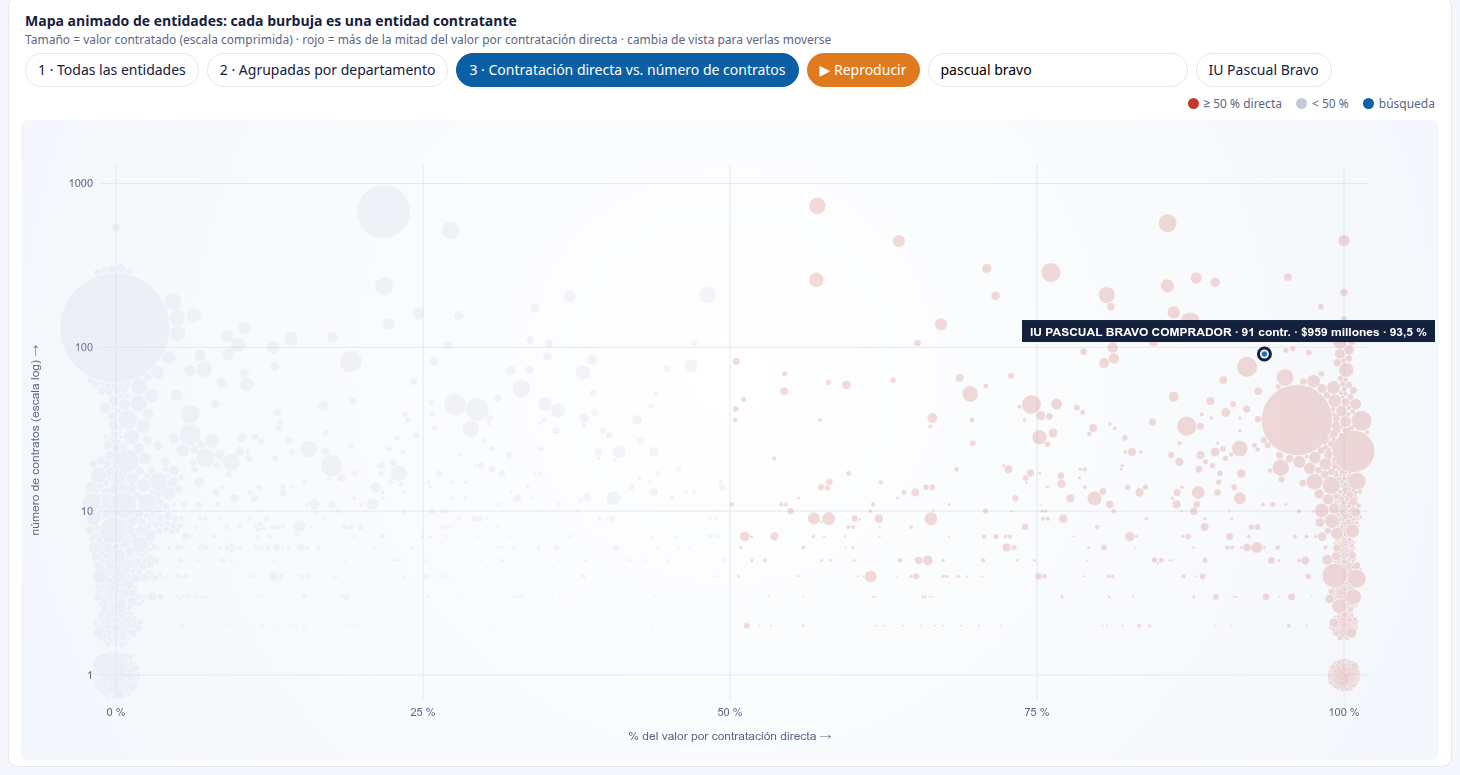 Mapa animado de entidades: cada burbuja es una entidad contratante
Tamaño = valor contratado (escala comprimida) · rojo = más de la mitad del valor por contratación directa · cambia de vista para verlas moverse
1 · Todas las entidades
2 · Agrupadas por departamento
3 · Contratación directa vs. número de contratos
▶ Reproducir
pascual bravo
IU Pascual Bravo
≥ 50 % directa
< 50 %
búsqueda
1000
IU PASCUAL BRAVO COMPRADOR · 91 contr. · $959 millones · 93,5 %
100
número de contratos (escala log) →
10
1
0 %
25 %
50 %
75 %
100 %
% del valor por contratación directa →